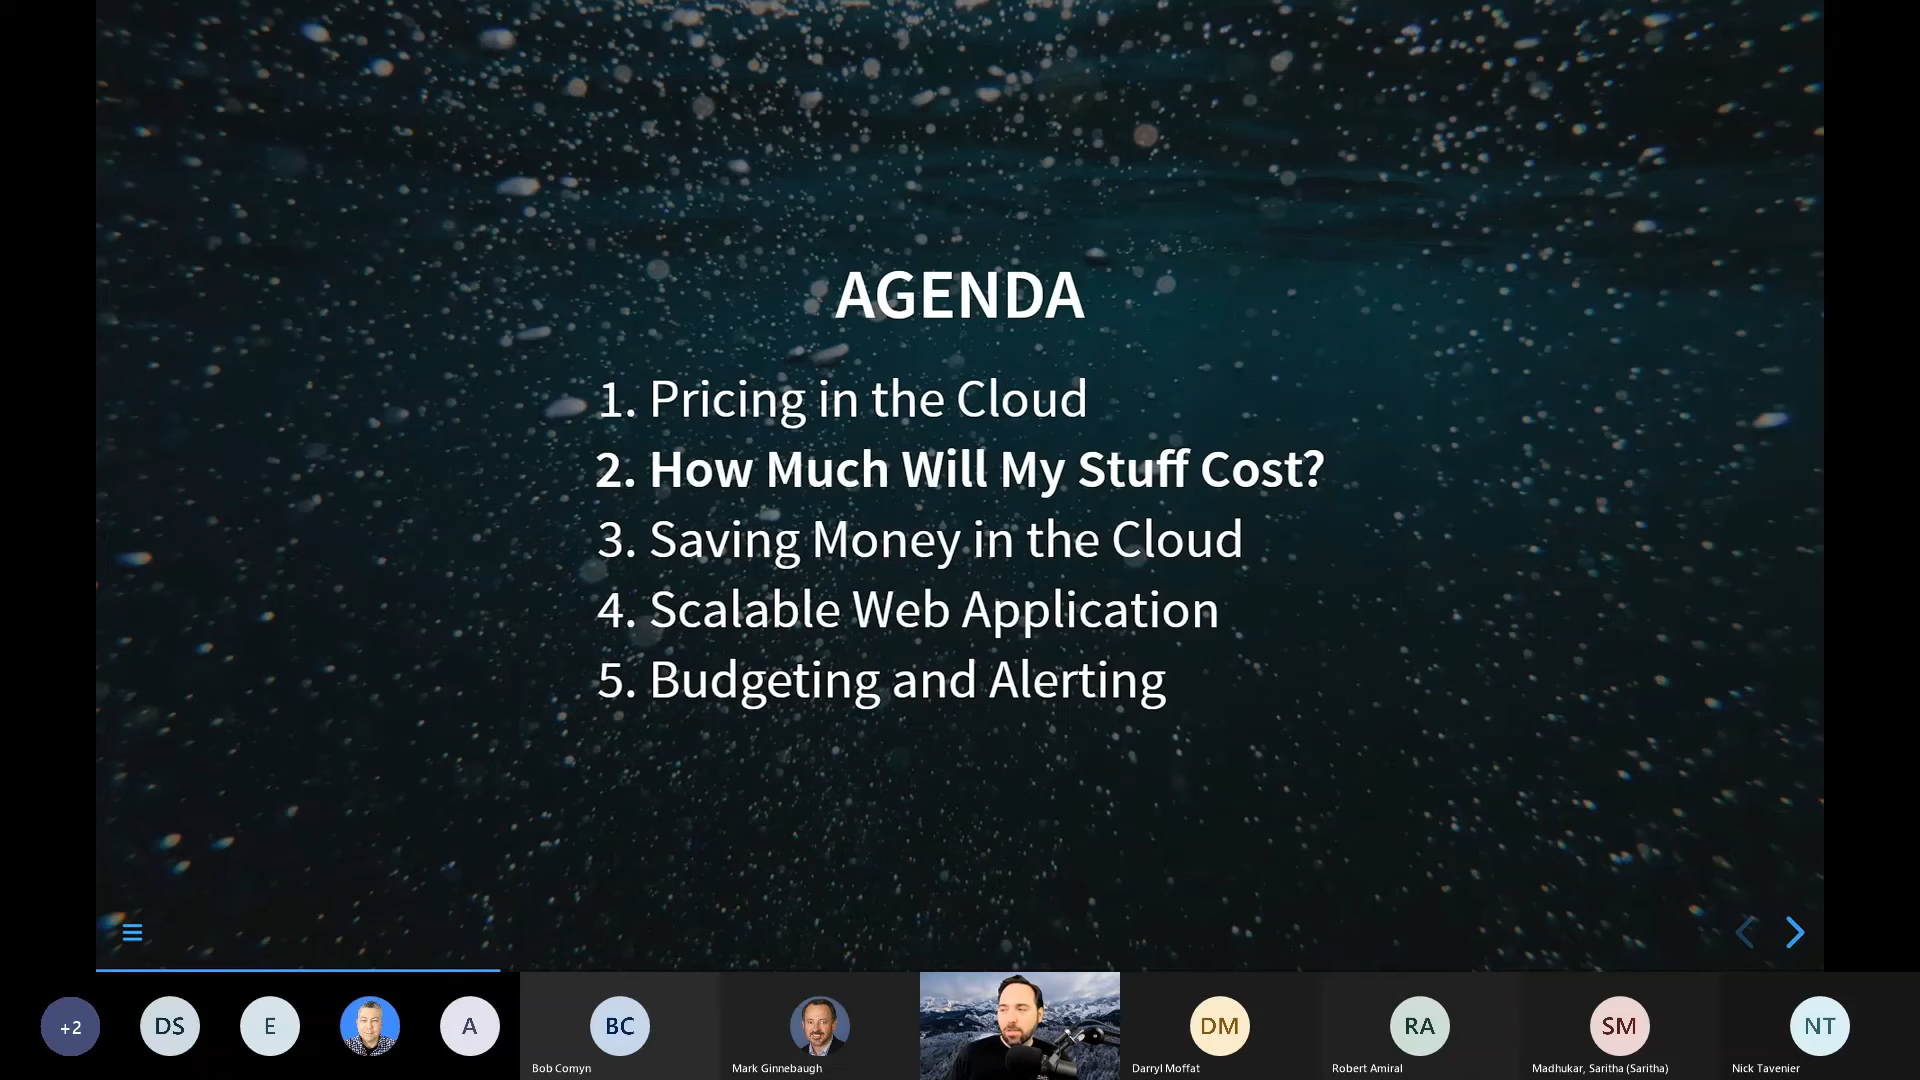 AGENDA
1. Pricing in the Cloud
2. How Much Will My Stuff Cost?
3. Saving Money in the Cloud
4. Scalable Web Application
5. Budgeting and Alerting
+2
DS
E
A
BC
DM
RA
SM
NT
Bob Comyn
Mark Ginnebaugh
Darryl Moffat
Robert Amiral
Madhukar, Saritha (Saritha)
Nick Tavenier